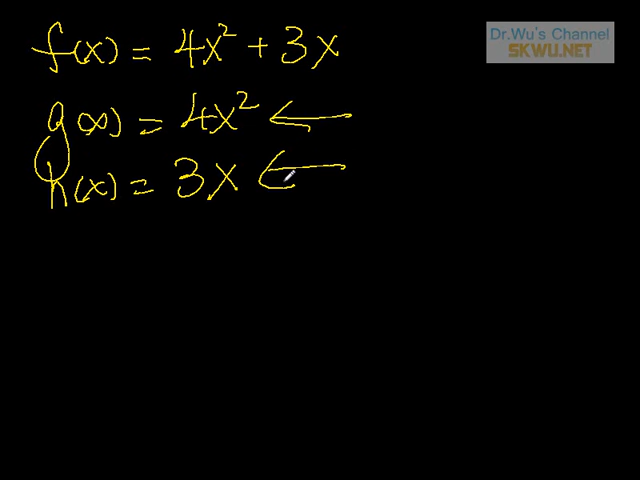 Dr.Wu's Channel
SKWU.NET
f(x) = 4x² + 3x
g(x) = 4x²
h(x) = 3x